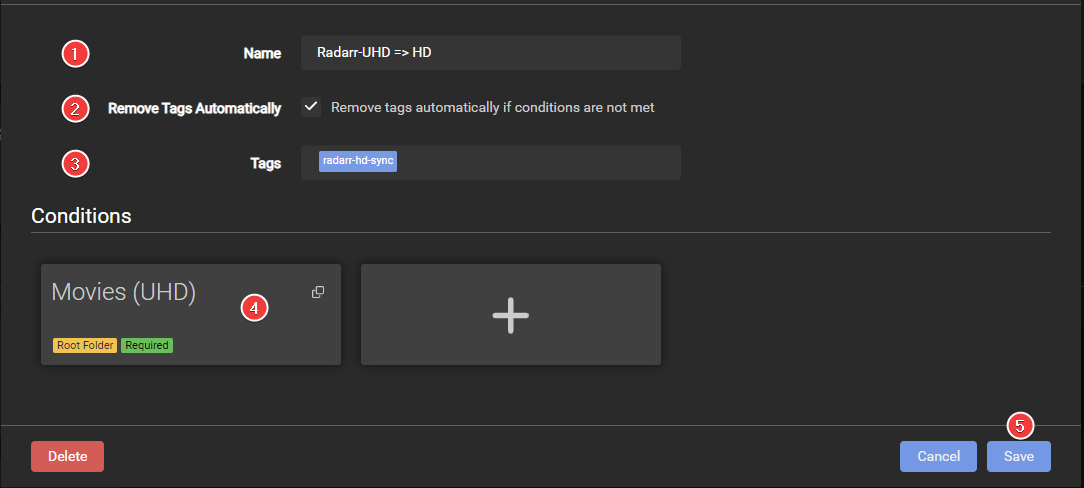 1 Name Radarr-UHD => HD
2 Remove Tags Automatically Remove tags automatically if conditions are not met
3 Tags radarr-hd-sync
Conditions
Movies (UHD)
4
Root Folder Required
5
Delete Cancel Save